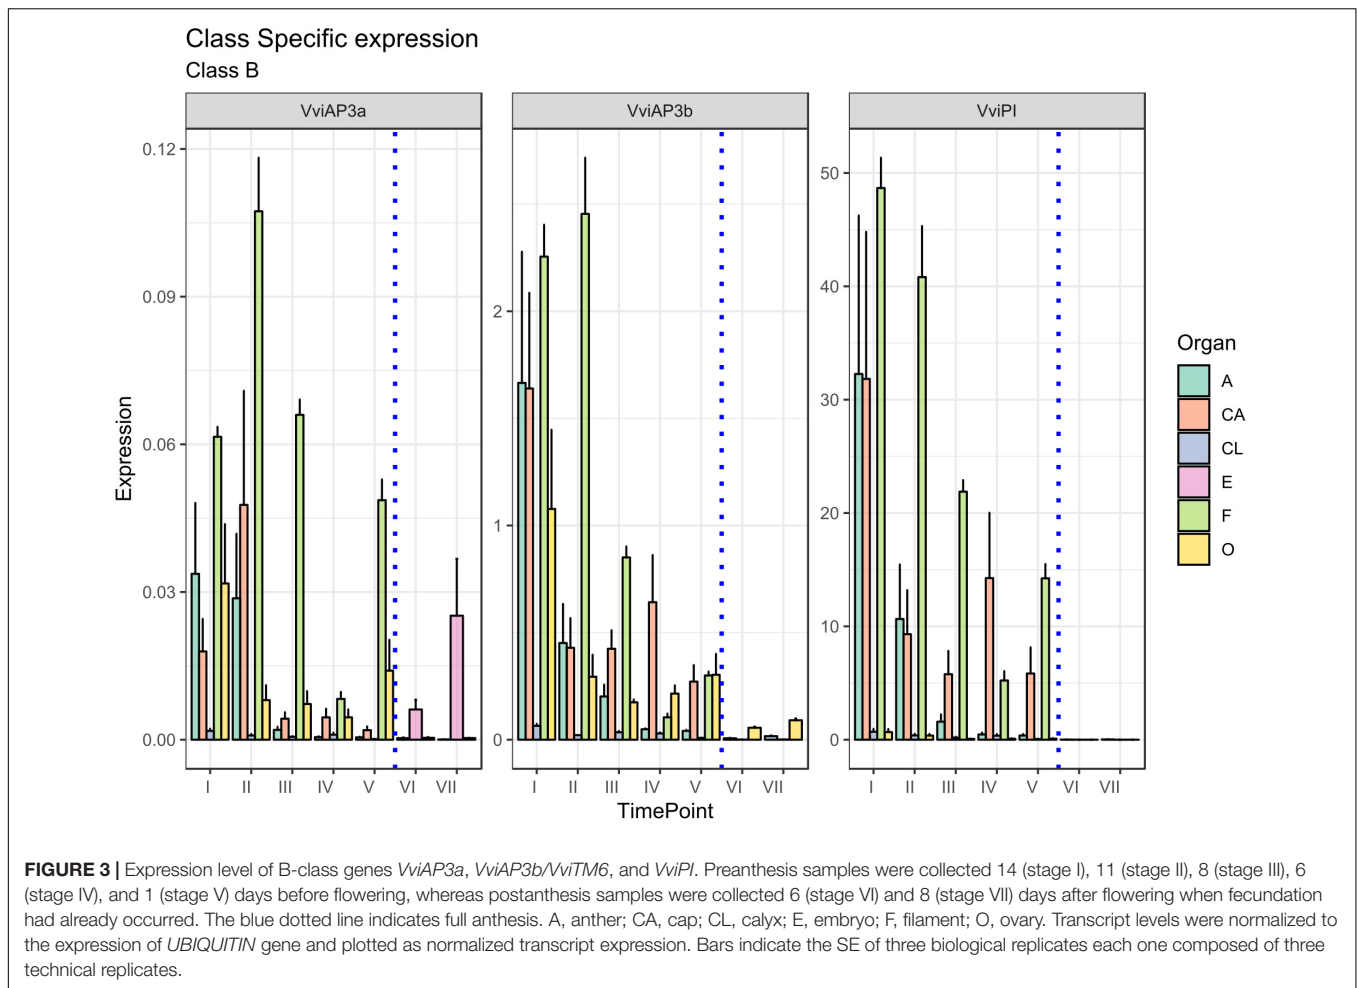 Class Specific expression
Class B
VviAP3a
VviAP3b
VviPI
0.12
0.09
0.06
0.03
0.00
2
1
0
50
40
30
20
10
0
Expression
I II III IV V VI VII
I II III IV V VI VII
I II III IV V VI VII
TimePoint
Organ
A
CA
CL
E
F
O
FIGURE 3 | Expression level of B-class genes VviAP3a, VviAP3b/VviTM6, and VviPI. Preanthesis samples were collected 14 (stage I), 11 (stage II), 8 (stage III), 6
(stage IV), and 1 (stage V) days before flowering, whereas postanthesis samples were collected 6 (stage VI) and 8 (stage VII) days after flowering when fecundation
had already occurred. The blue dotted line indicates full anthesis. A, anther; CA, cap; CL, calyx; E, embryo; F, filament; O, ovary. Transcript levels were normalized to
the expression of UBIQUITIN gene and plotted as normalized transcript expression. Bars indicate the SE of three biological replicates each one composed of three
technical replicates.